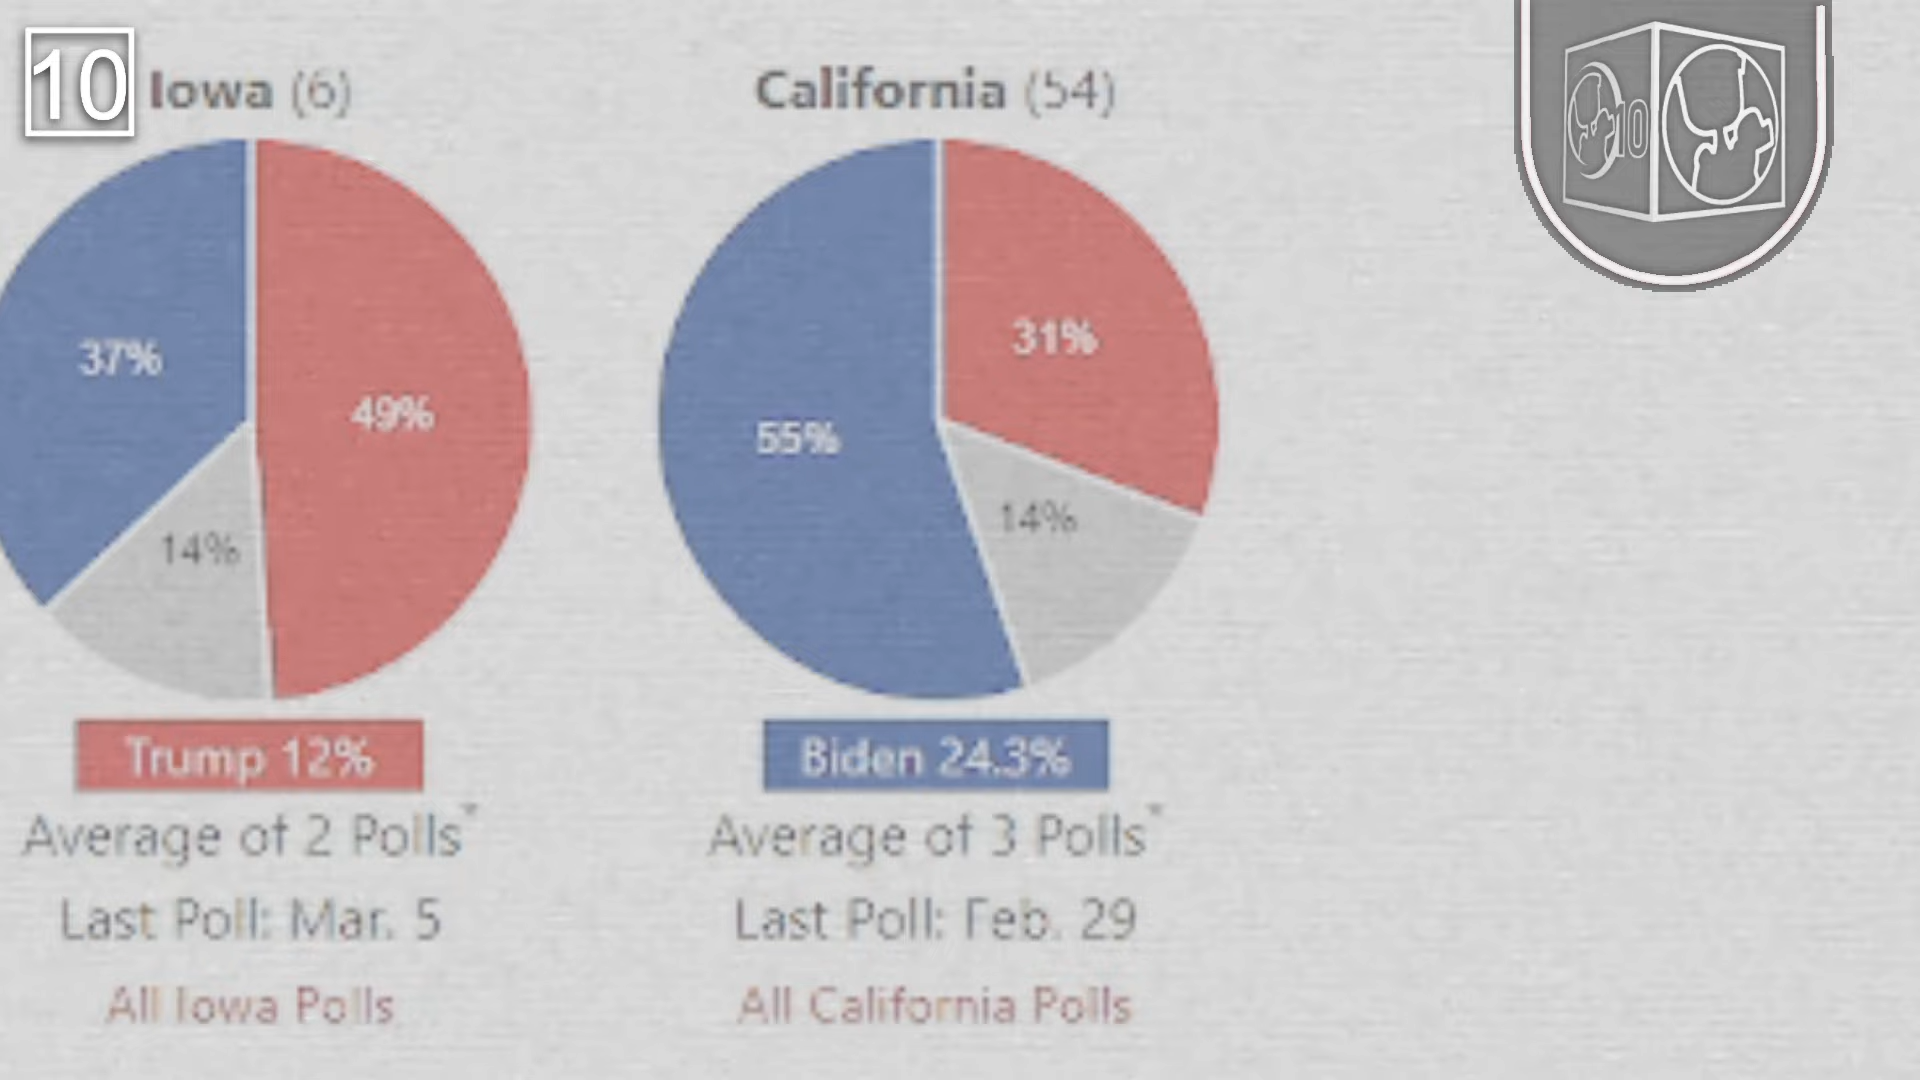 10
Iowa (6)
37%
49%
14%
Trump 12%
Average of 2 Polls*
Last Poll: Mar. 5
All Iowa Polls
California (54)
31%
55%
14%
Biden 24.3%
Average of 3 Polls*
Last Poll: Feb. 29
All California Polls
10